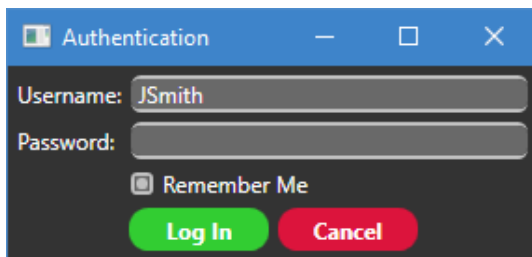 Authentication
Username: JSmith
Password:
Remember Me
Log In Cancel